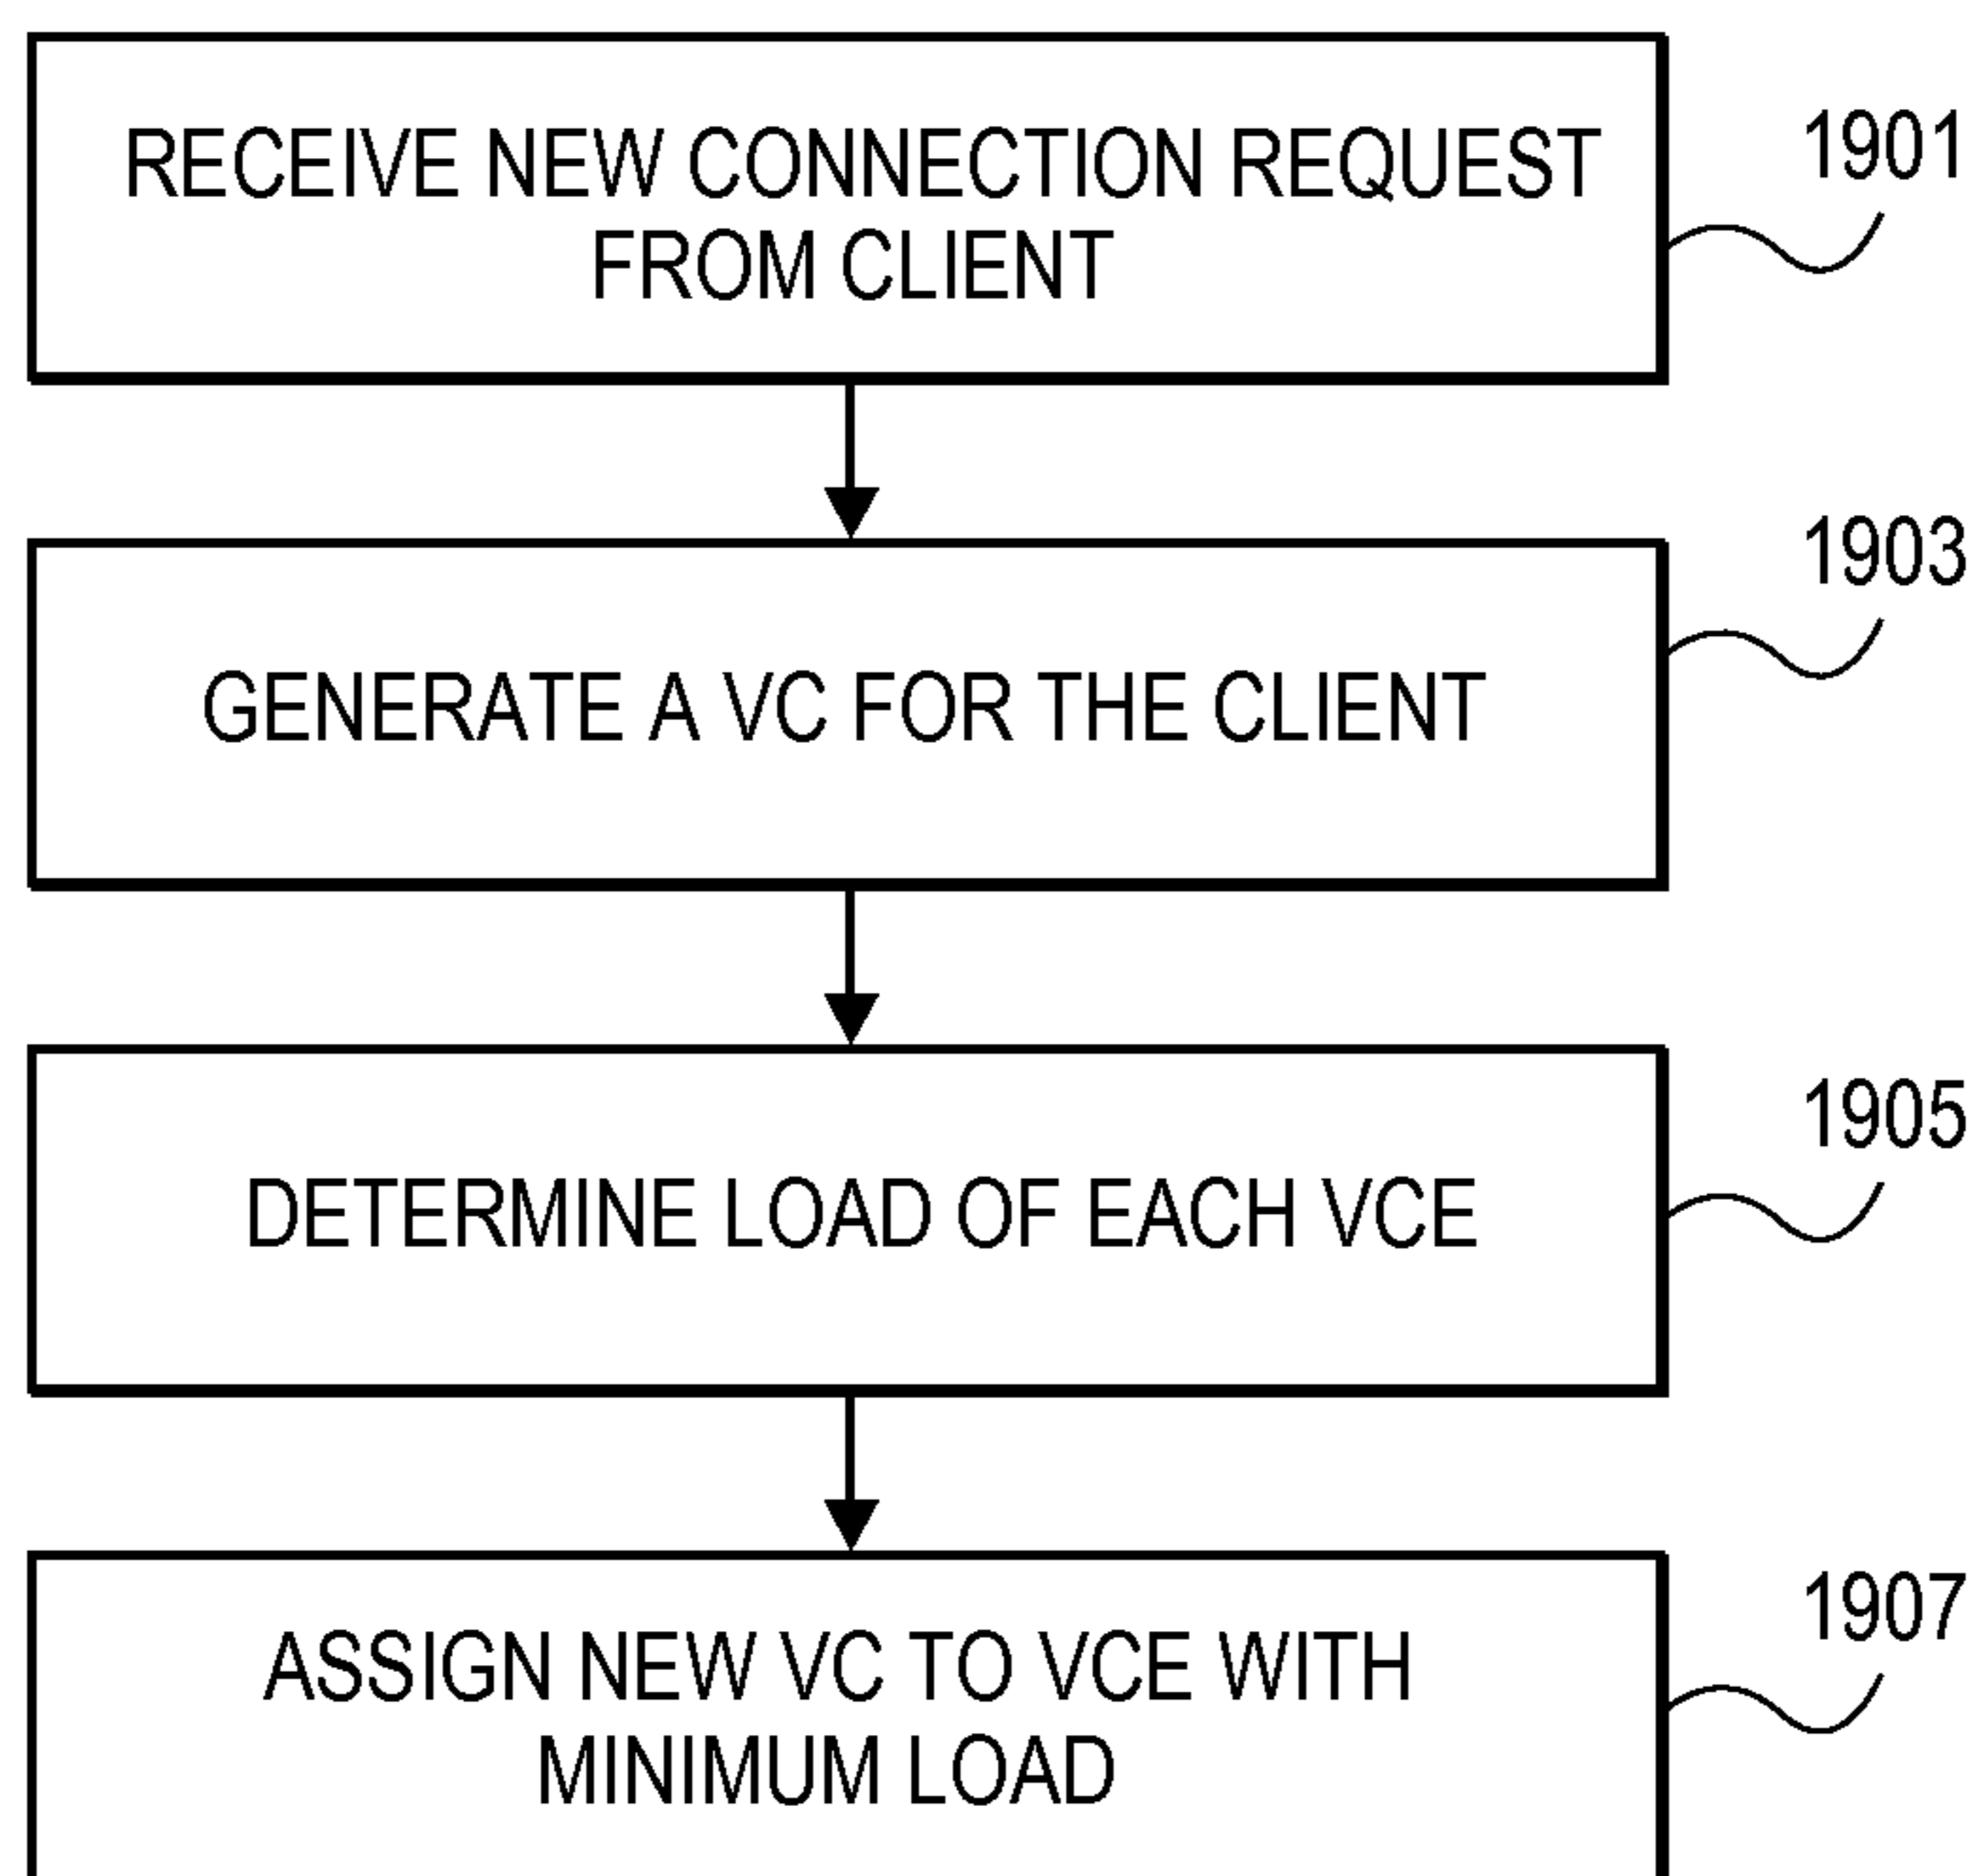 RECEIVE NEW CONNECTION REQUEST
FROM CLIENT
1901
GENERATE A VC FOR THE CLIENT
1903
DETERMINE LOAD OF EACH VCE
1905
ASSIGN NEW VC TO VCE WITH
MINIMUM LOAD
1907